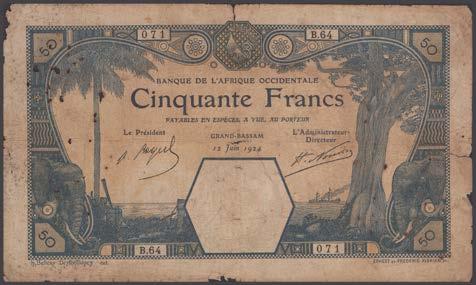 50 071 B.64 50
BANQUE DE L'AFRIQUE OCCIDENTALE
Cinquante Francs
PAYABLES EN ESPÈCES, A VUE, AU PORTEUR
Le Président GRAND-BASSAM L'Administrateur-
Directeur
12 Juin 1924
50 B.64 071 50